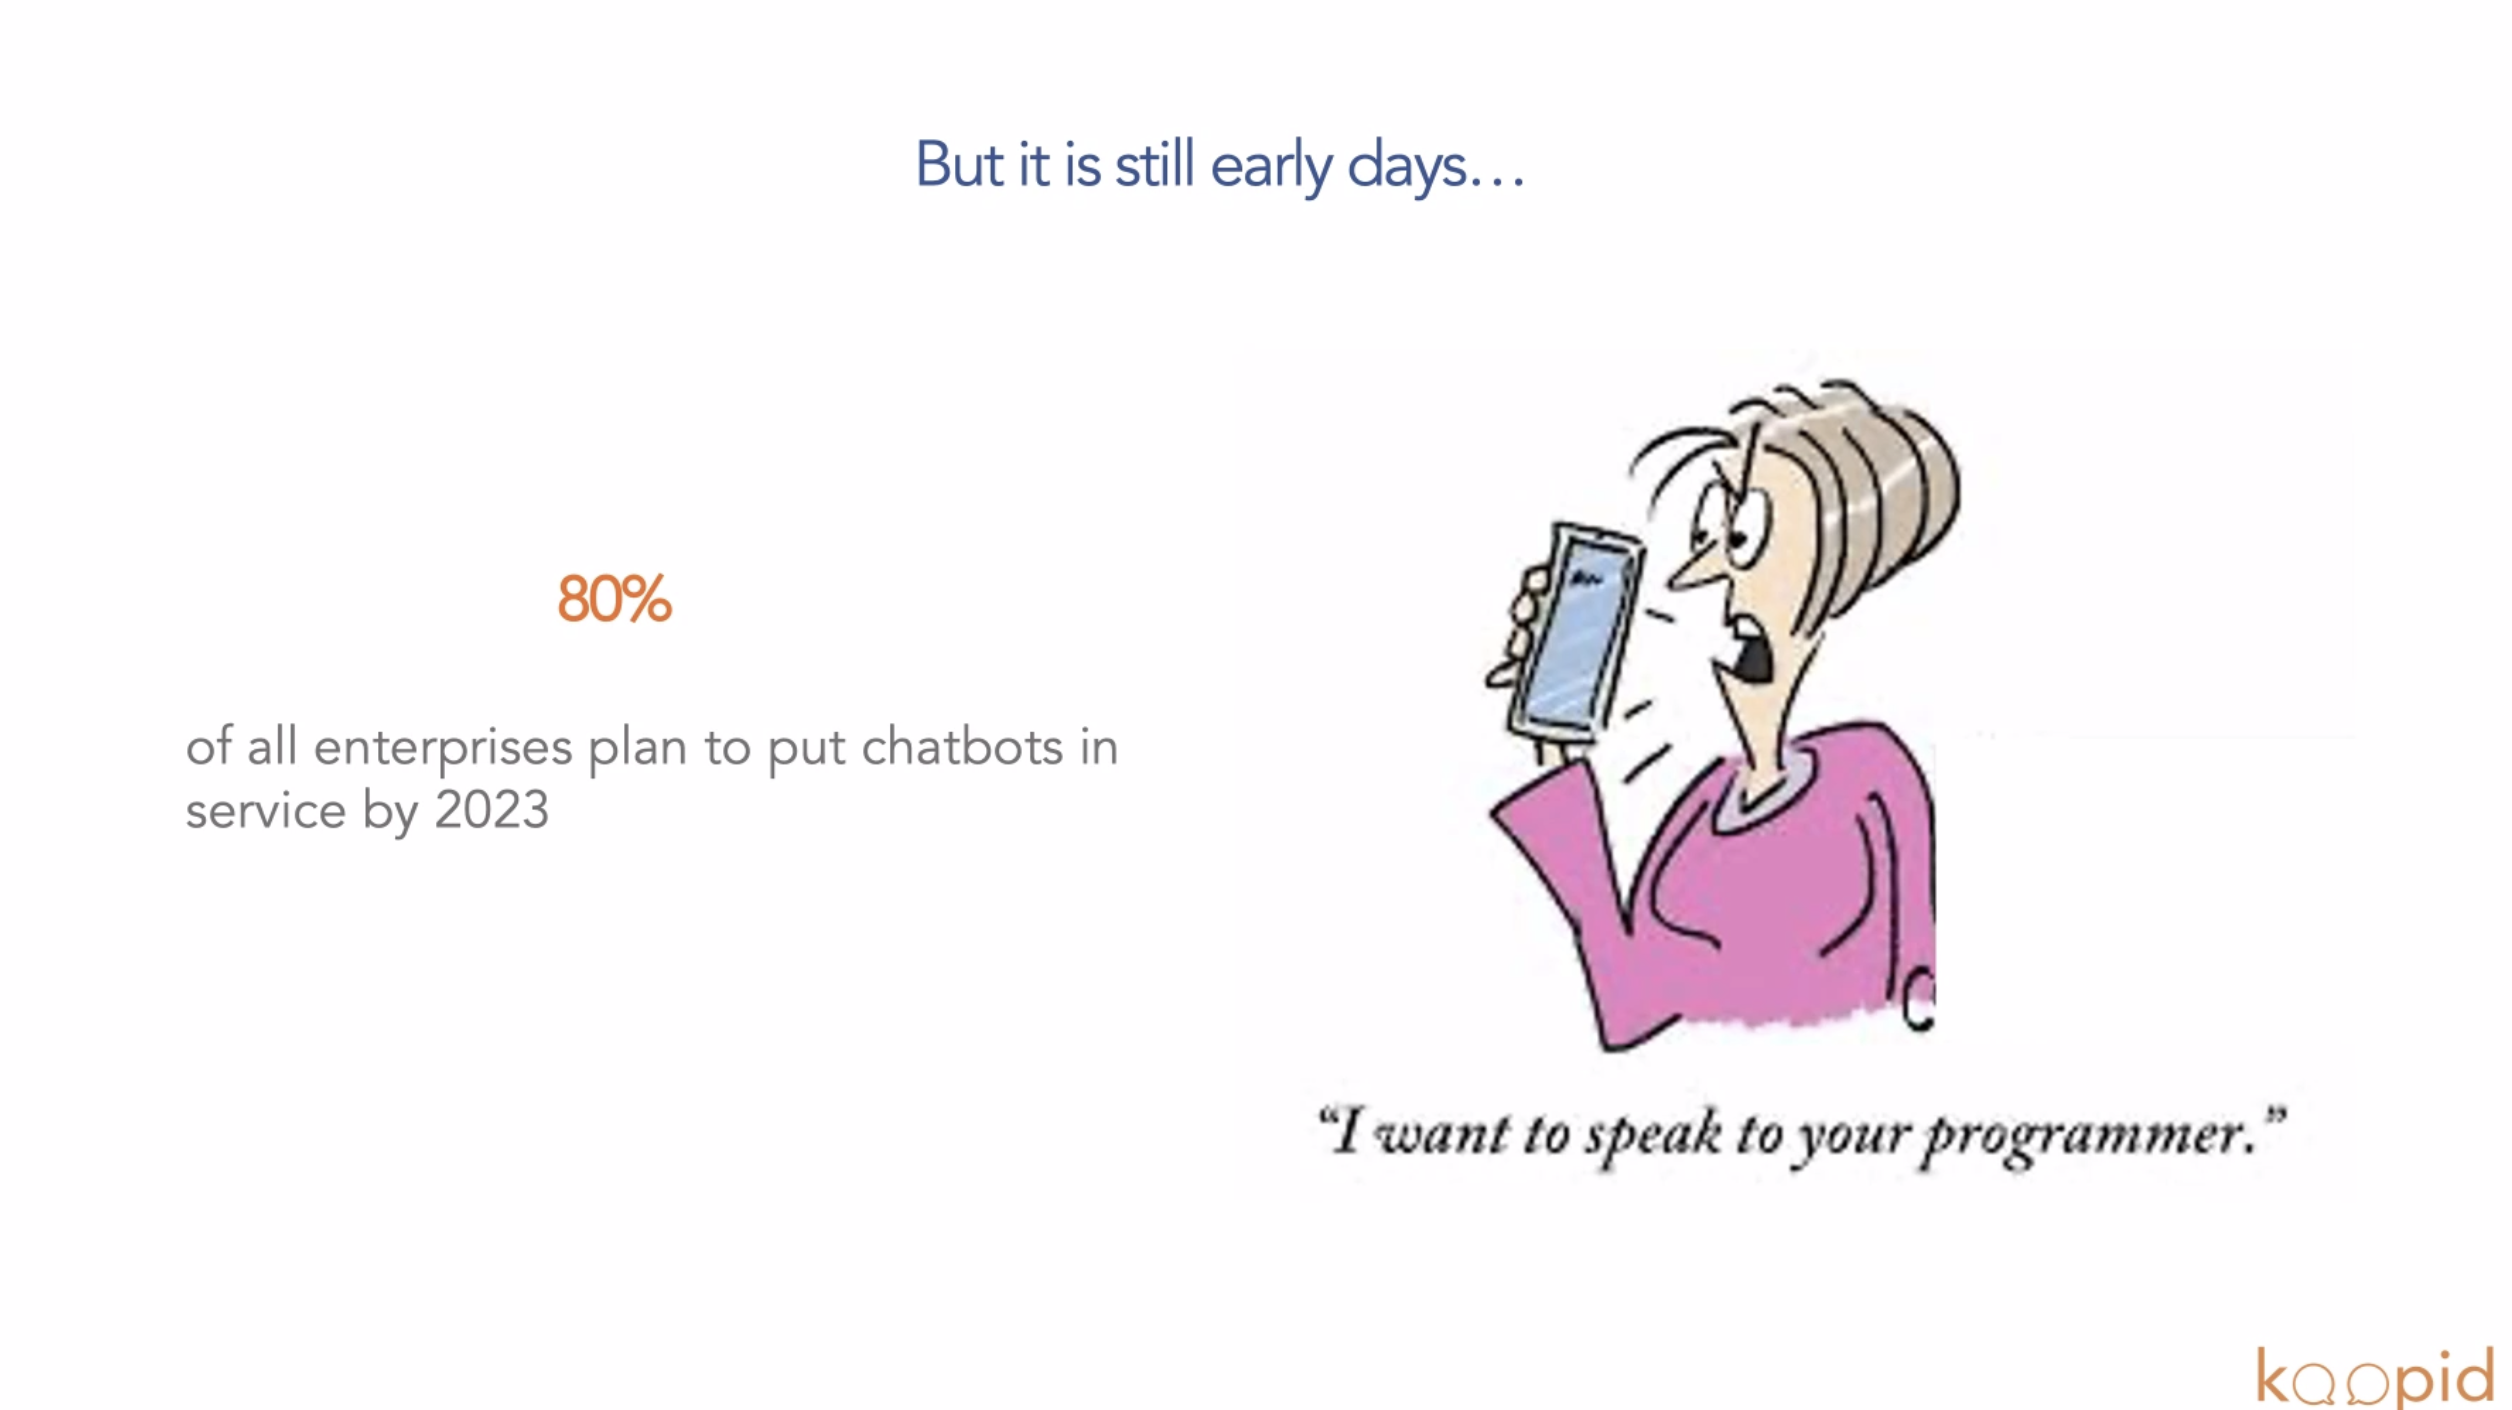 But it is still early days…
80%
of all enterprises plan to put chatbots in
service by 2023
“I want to speak to your programmer.”
koopid